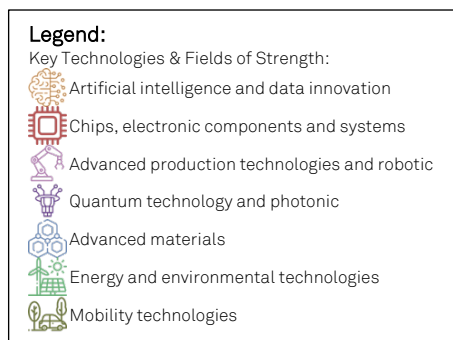 Legend:
Key Technologies & Fields of Strength:
Artificial intelligence and data innovation
Chips, electronic components and systems
Advanced production technologies and robotic
Quantum technology and photonic
Advanced materials
Energy and environmental technologies
Mobility technologies